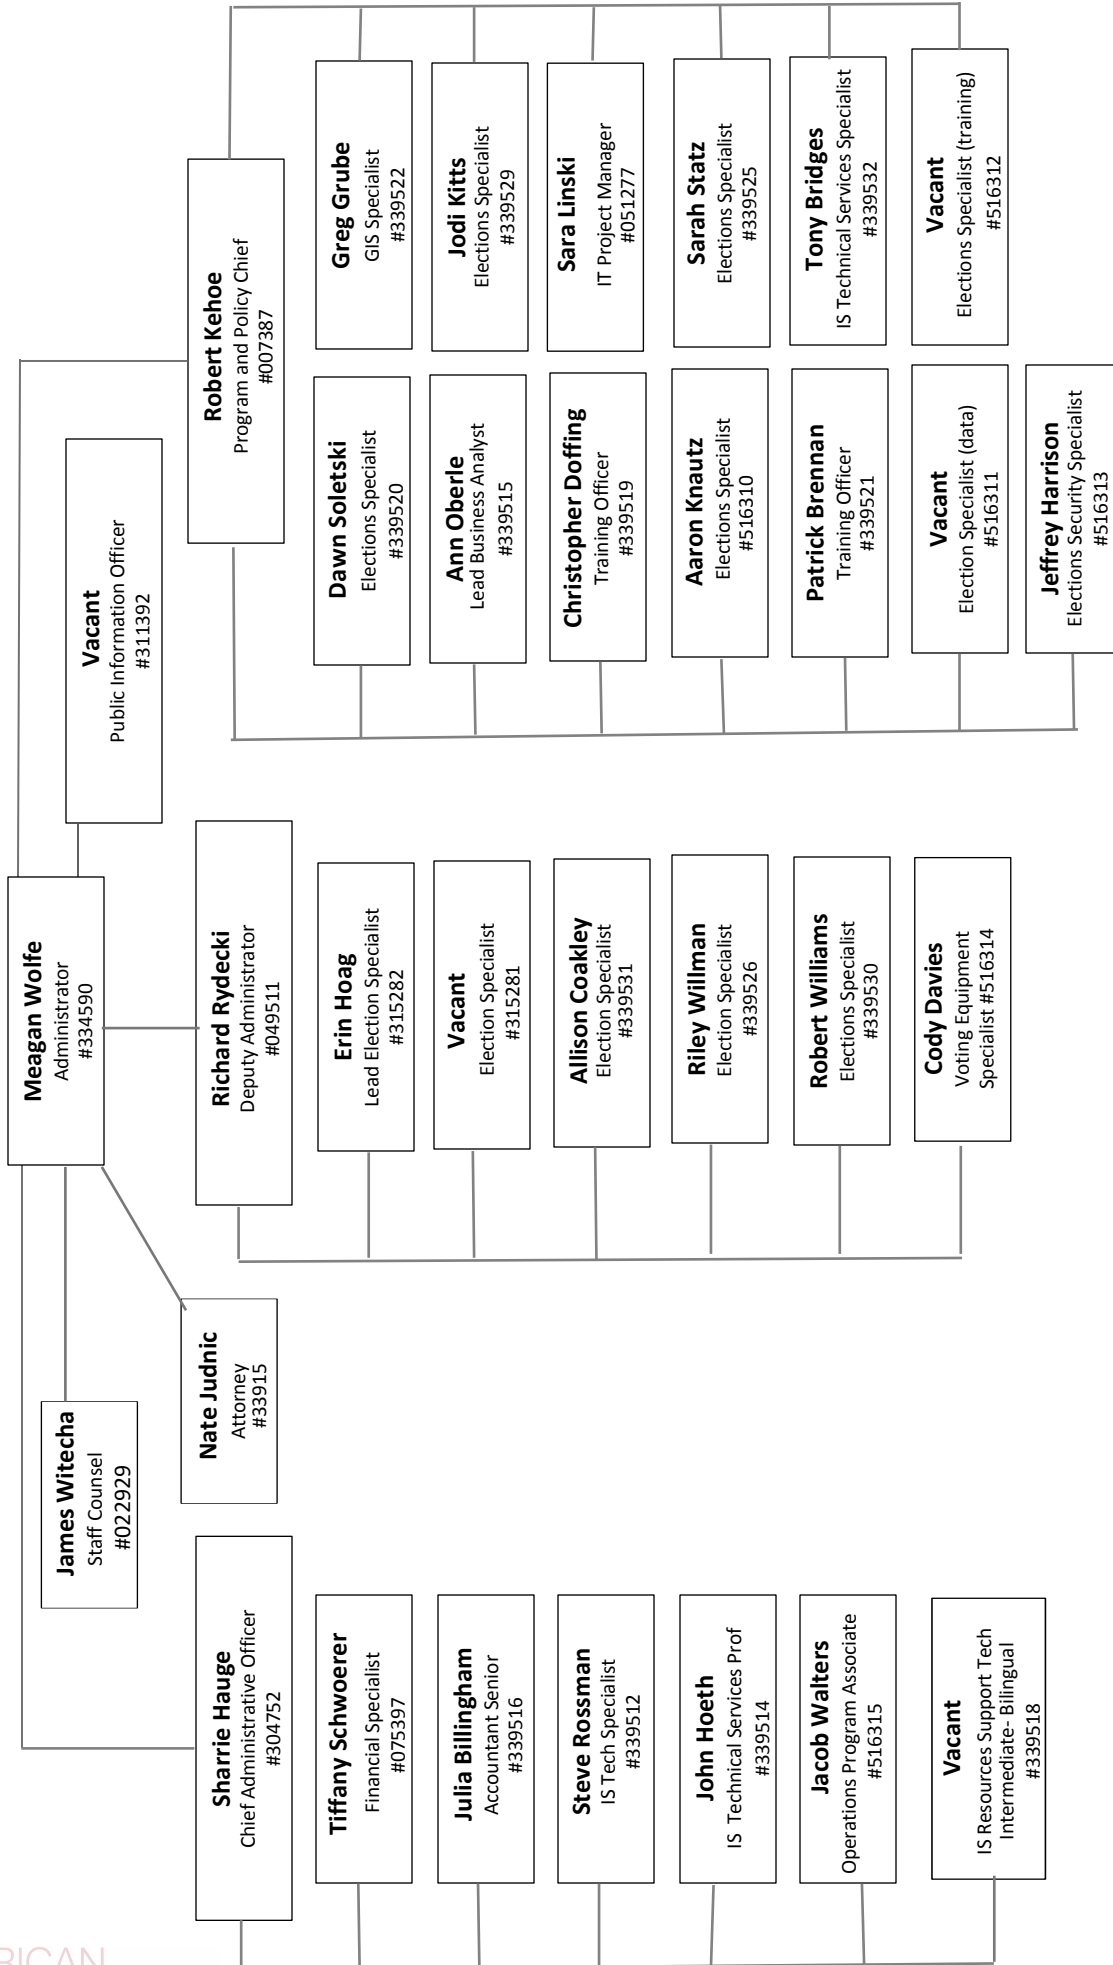 Meagan Wolfe
Administrator
#334590
James Witecha
Staff Counsel
#022929
Vacant
Public Information Officer
#311392
Nate Judnic
Attorney
#33915
Sharrie Hauge
Chief Administrative Officer
#304752
Tiffany Schwoerer
Financial Specialist
#075397
Julia Billingham
Accountant Senior
#339516
Steve Rossman
IS Tech Specialist
#339512
John Hoeth
IS Technical Services Prof
#339514
Jacob Walters
Operations Program Associate
#516315
Vacant
IS Resources Support Tech
Intermediate- Bilingual
#339518
Richard Rydecki
Deputy Administrator
#049511
Erin Hoag
Lead Election Specialist
#315282
Vacant
Election Specialist
#315281
Allison Coakley
Election Specialist
#339531
Riley Willman
Election Specialist
#339526
Robert Williams
Elections Specialist
#339530
Cody Davies
Voting Equipment
Specialist #516314
Robert Kehoe
Program and Policy Chief
#007387
Dawn Soletski
Elections Specialist
#339520
Ann Oberle
Lead Business Analyst
#339515
Christopher Doffing
Training Officer
#339519
Aaron Knautz
Elections Specialist
#516310
Patrick Brennan
Training Officer
#339521
Vacant
Election Specialist (data)
#516311
Jeffrey Harrison
Elections Security Specialist
#516313
Greg Grube
GIS Specialist
#339522
Jodi Kitts
Elections Specialist
#339529
Sara Linski
IT Project Manager
#051277
Sarah Statz
Elections Specialist
#339525
Tony Bridges
IS Technical Services Specialist
#339532
Vacant
Elections Specialist (training)
#516312